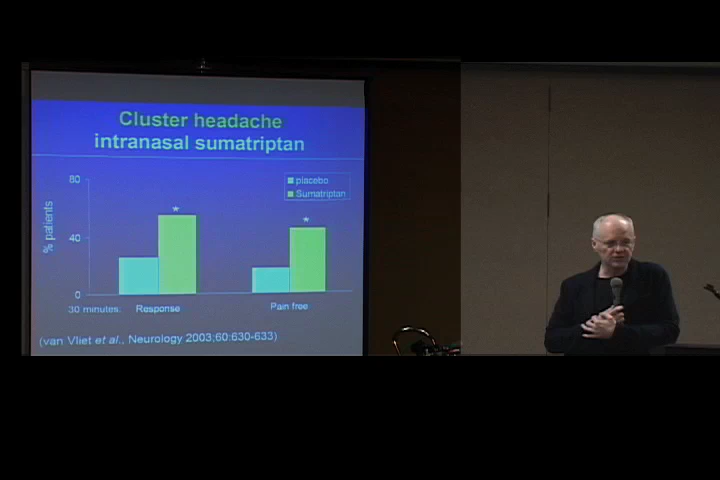 Cluster headache
intranasal sumatriptan
placebo
Sumatriptan
80
40
0
% patients
*
*
30 minutes:
Response
Pain free
(van Vliet et al., Neurology 2003;60:630-633)